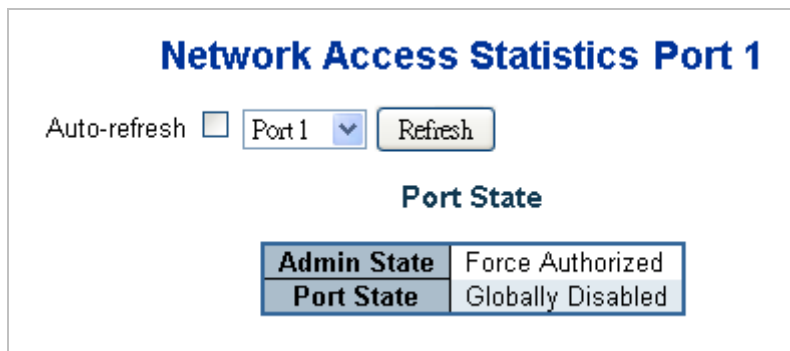 Network Access Statistics Port 1
Auto-refresh Port 1 Refresh
Port State
Admin State Force Authorized
Port State Globally Disabled